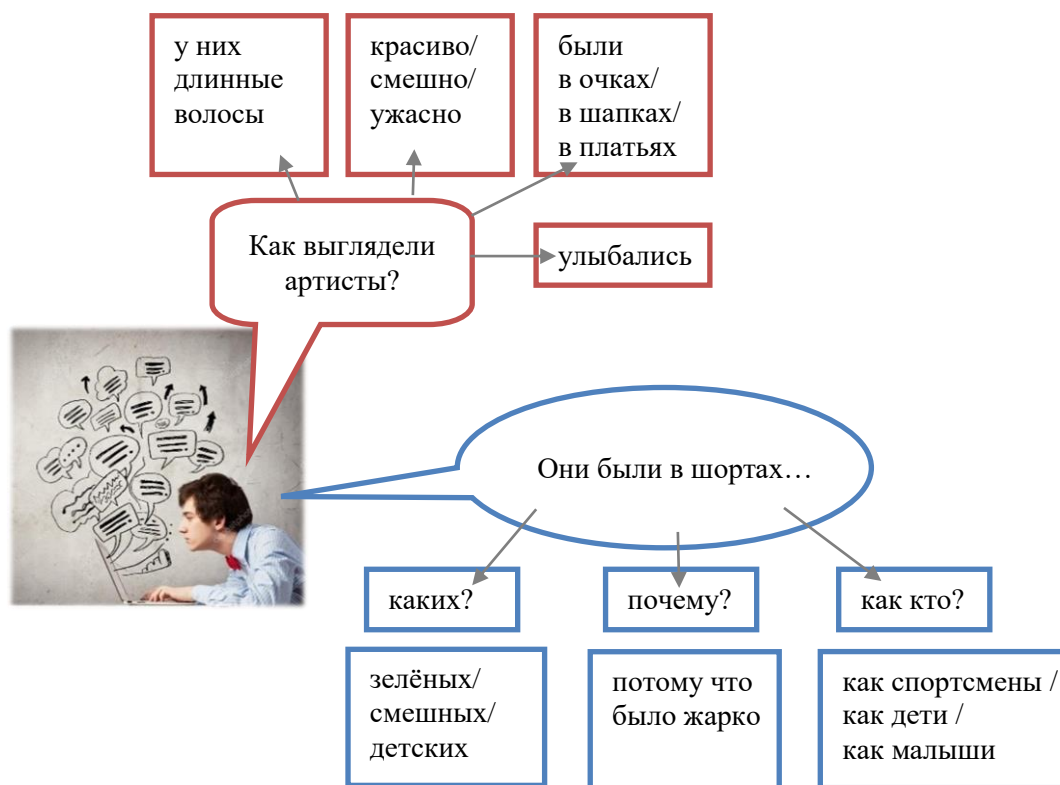 у них
длинные
волосы
красиво/
смешно/
ужасно
были
в очках/
в шапках/
в платьях
Как выглядели
артисты?
улыбались
Они были в шортах…
каких?
почему?
как кто?
зелёных/
смешных/
детских
потому что
было жарко
как спортсмены /
как дети /
как малыши